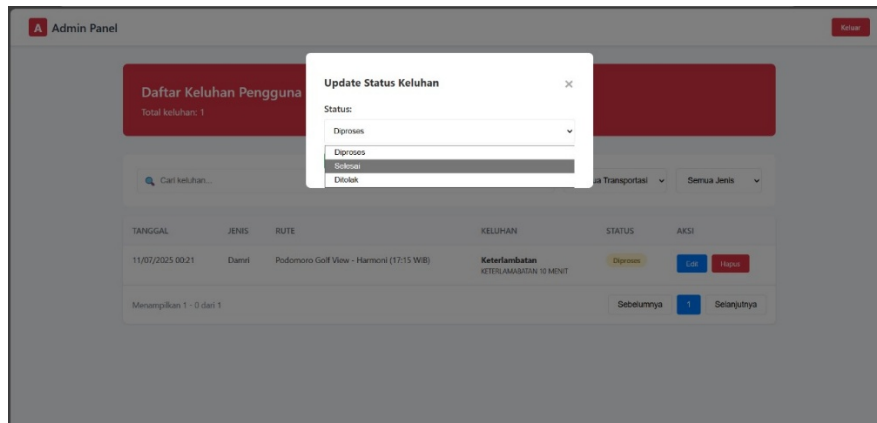 A Admin Panel
Keluar
Daftar Keluhan Pengguna
Total keluhan: 1
Update Status Keluhan
×
Status:
Diproses
Diproses
Selesai
Ditolak
Cari keluhan...
Transportasi
Semua Jenis
TANGGAL JENIS RUTE KELUHAN STATUS AKSI
11/07/2025 00:21 Damri Podomoro Golf View - Harmoni (17:15 WIB) Keterlambatan Diproses Edit Hapus
KETERLAMABATAN 10 MENIT
Menampilkan 1 - 0 dari 1
Sebelumnya 1 Selanjutnya